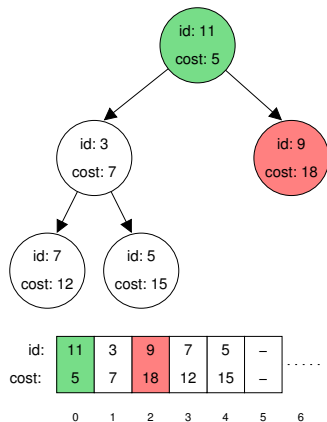 id: 11
cost: 5
id: 3
cost: 7
id: 9
cost: 18
id: 7
cost: 12
id: 5
cost: 15
id: 11 3 9 7 5 – .....
cost: 5 7 18 12 15 –
0 1 2 3 4 5 6